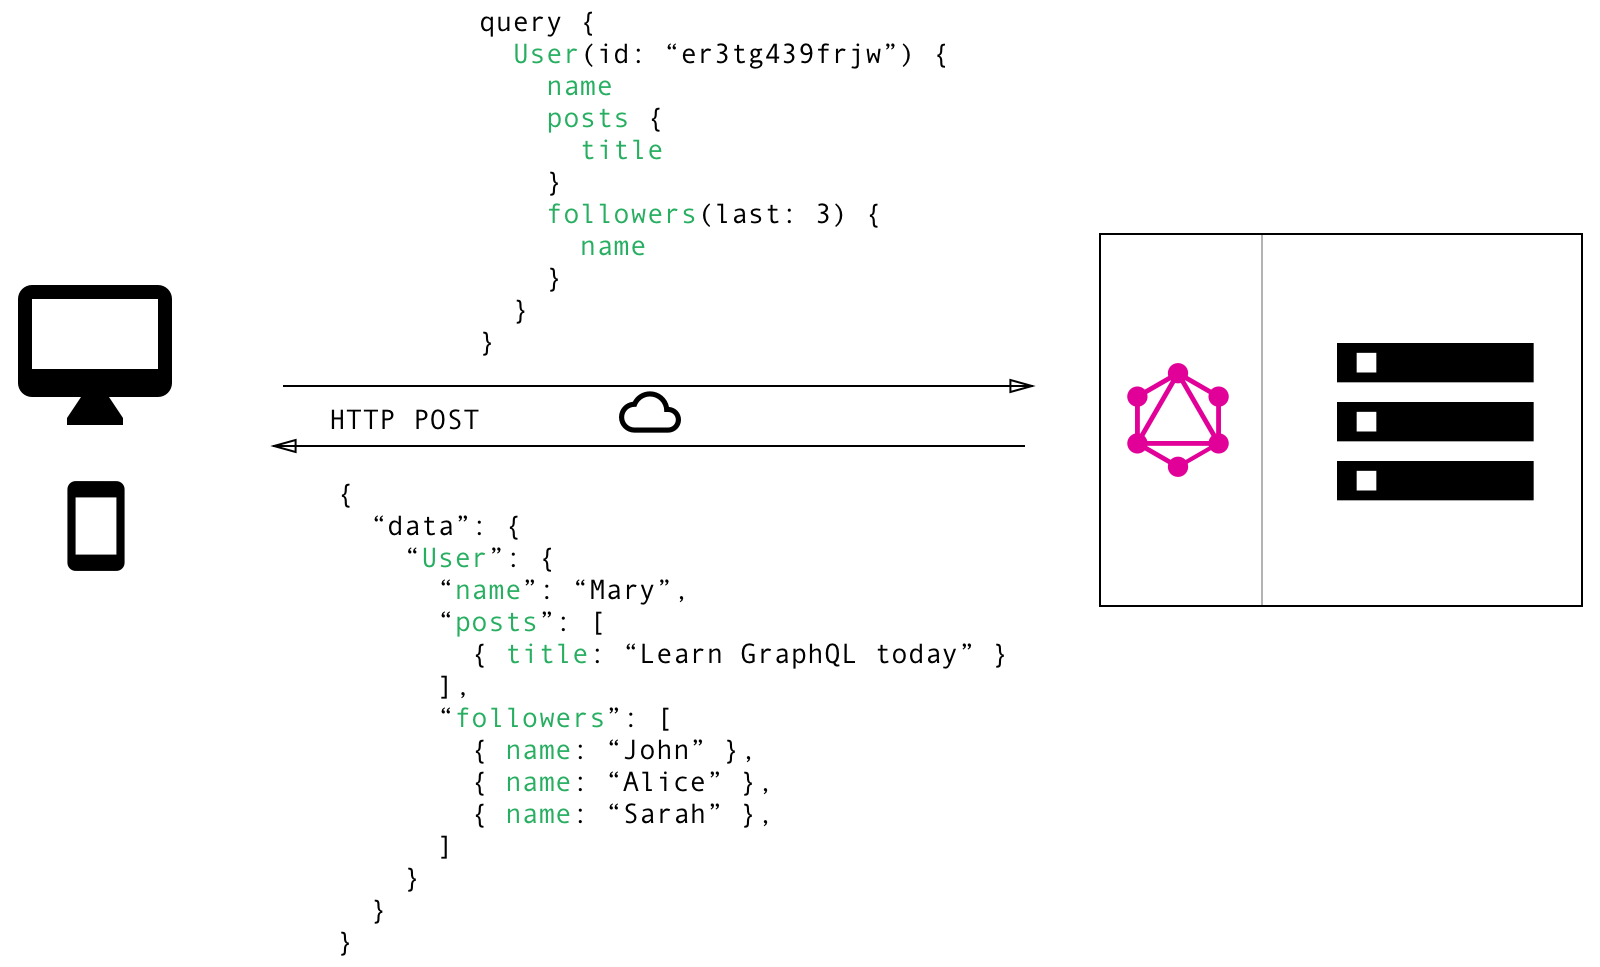 query {
  User(id: “er3tg439frjw”) {
    name
    posts {
      title
    }
    followers(last: 3) {
      name
    }
  }
}
HTTP POST
{
  “data”: {
    “User”: {
      “name”: “Mary”,
      “posts”: [
        { title: “Learn GraphQL today” }
      ],
      “followers”: [
        { name: “John” },
        { name: “Alice” },
        { name: “Sarah” },
      ]
    }
  }
}